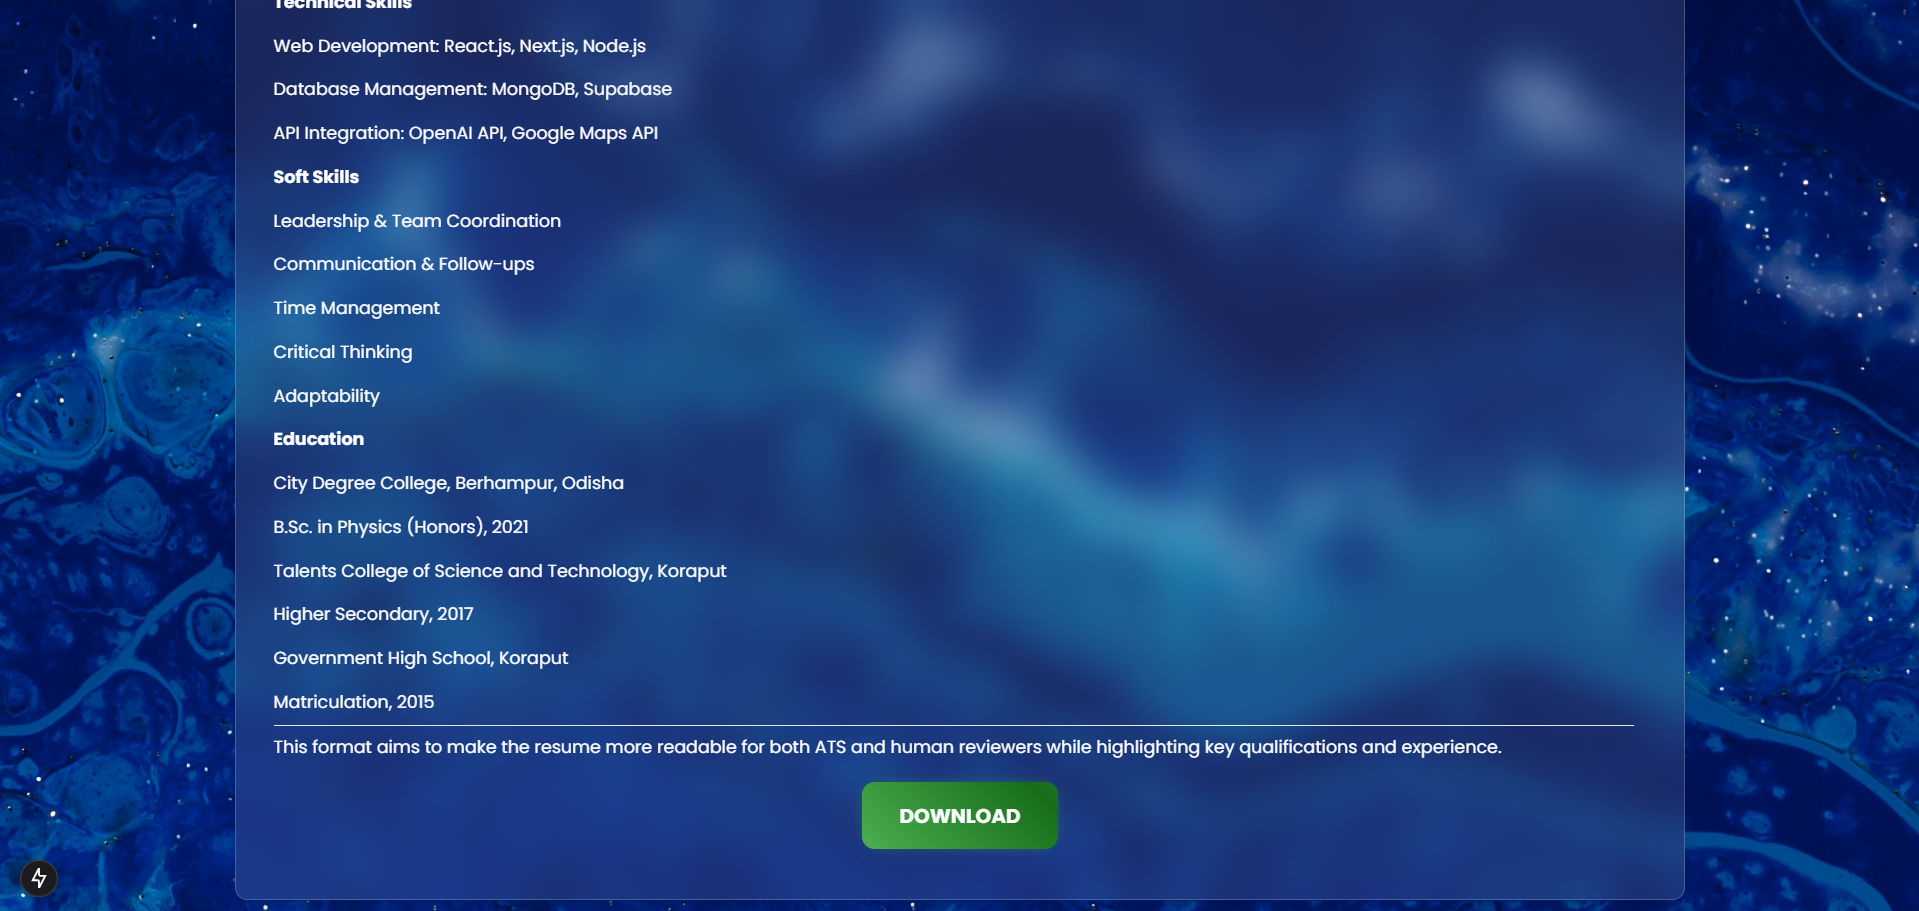 Technical Skills
Web Development: React.js, Next.js, Node.js
Database Management: MongoDB, Supabase
API Integration: OpenAI API, Google Maps API
Soft Skills
Leadership & Team Coordination
Communication & Follow-ups
Time Management
Critical Thinking
Adaptability
Education
City Degree College, Berhampur, Odisha
B.Sc. in Physics (Honors), 2021
Talents College of Science and Technology, Koraput
Higher Secondary, 2017
Government High School, Koraput
Matriculation, 2015
This format aims to make the resume more readable for both ATS and human reviewers while highlighting key qualifications and experience.
DOWNLOAD